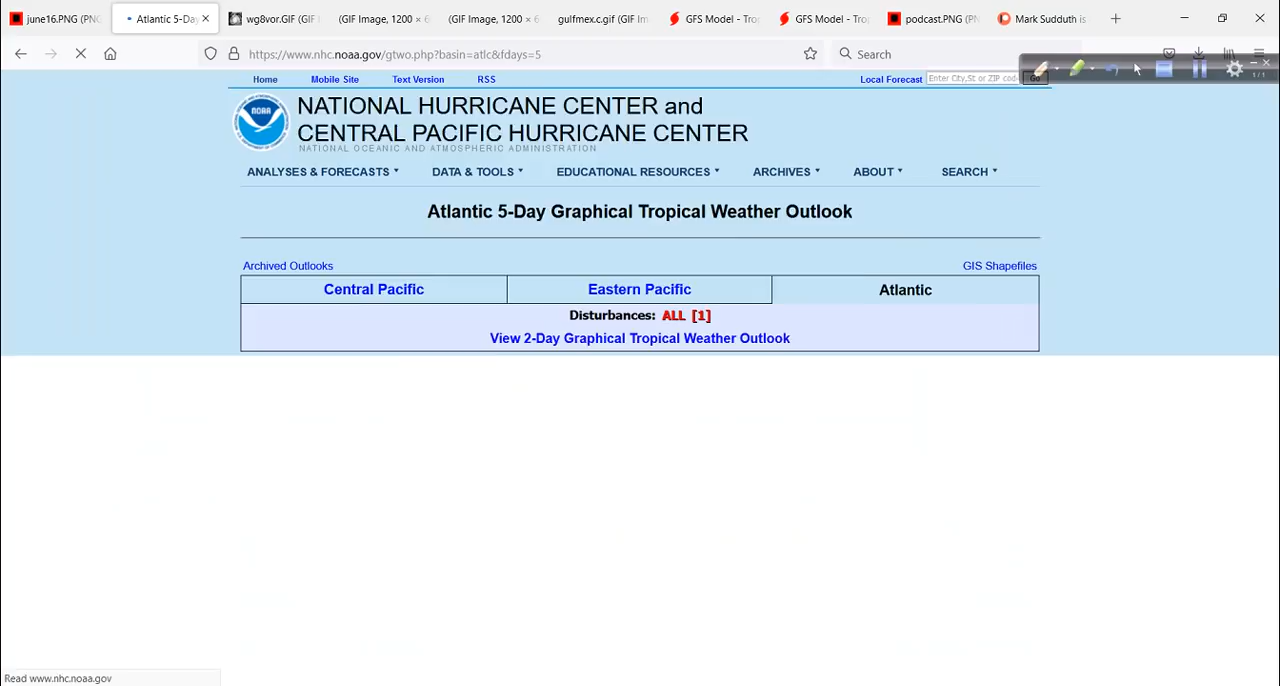 june16.PNG (PNG
Atlantic 5-Da
wg8vor.GIF (GIF I
(GIF Image, 1200 × 6
(GIF Image, 1200 × 6
gulfmex.c.gif (GIF Im
GFS Model - Tro
GFS Model - Tro
podcast.PNG (PN
Mark Sudduth is
https://www.nhc.noaa.gov/gtwo.php?basin=atlc&fdays=5
Search
1/1
Home
Mobile Site
Text Version
RSS
Local Forecast
Enter City,St or ZIP cod
Go
NOAA
NATIONAL HURRICANE CENTER and
CENTRAL PACIFIC HURRICANE CENTER
NATIONAL OCEANIC AND ATMOSPHERIC ADMINISTRATION
ANALYSES & FORECASTS
DATA & TOOLS
EDUCATIONAL RESOURCES
ARCHIVES
ABOUT
SEARCH
Atlantic 5-Day Graphical Tropical Weather Outlook
Archived Outlooks
GIS Shapefiles
Central Pacific
Eastern Pacific
Atlantic
Disturbances: ALL [1]
View 2-Day Graphical Tropical Weather Outlook
Read www.nhc.noaa.gov